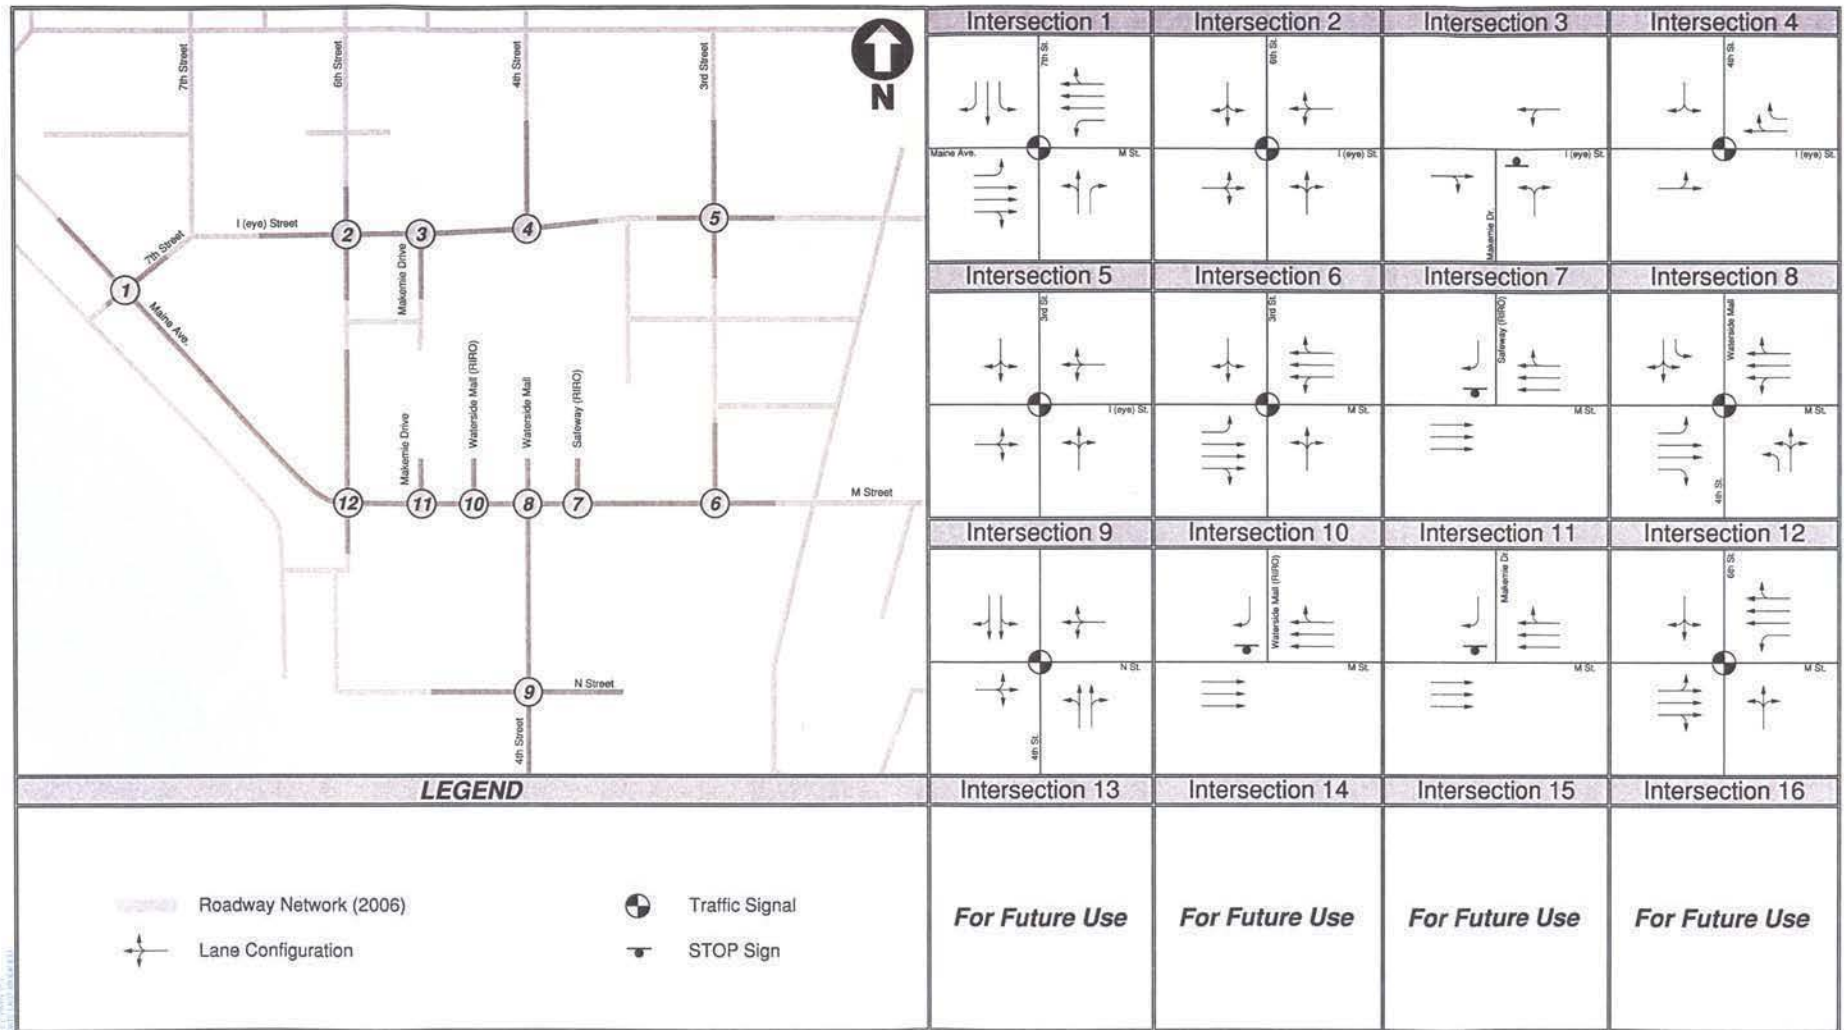 7th Street
6th Street
4th Street
3rd Street
N
I (eye) Street
7th Street
2
3
4
5
1
Maine Ave.
Makemie Drive
Makemie Drive
Waterside Mall (RIRO)
Waterside Mall
Safeway (RIRO)
M Street
12
11
10
8
7
6
9
N Street
4th Street
LEGEND
Roadway Network (2006)
Lane Configuration
Traffic Signal
STOP Sign
Intersection 1
7th St.
Maine Ave.
M St.
Intersection 2
6th St.
I (eye) St.
Intersection 3
I (eye) St.
Makemie Dr.
Intersection 4
4th St.
I (eye) St.
Intersection 5
3rd St.
I (eye) St.
Intersection 6
3rd St.
M St.
Intersection 7
Safeway (RIRO)
M St.
Intersection 8
Waterside Mall
M St.
4th St.
Intersection 9
N St.
4th St.
Intersection 10
Waterside Mall (RIRO)
M St.
Intersection 11
Makemie Dr.
M St.
Intersection 12
6th St.
M St.
Intersection 13
For Future Use
Intersection 14
For Future Use
Intersection 15
For Future Use
Intersection 16
For Future Use